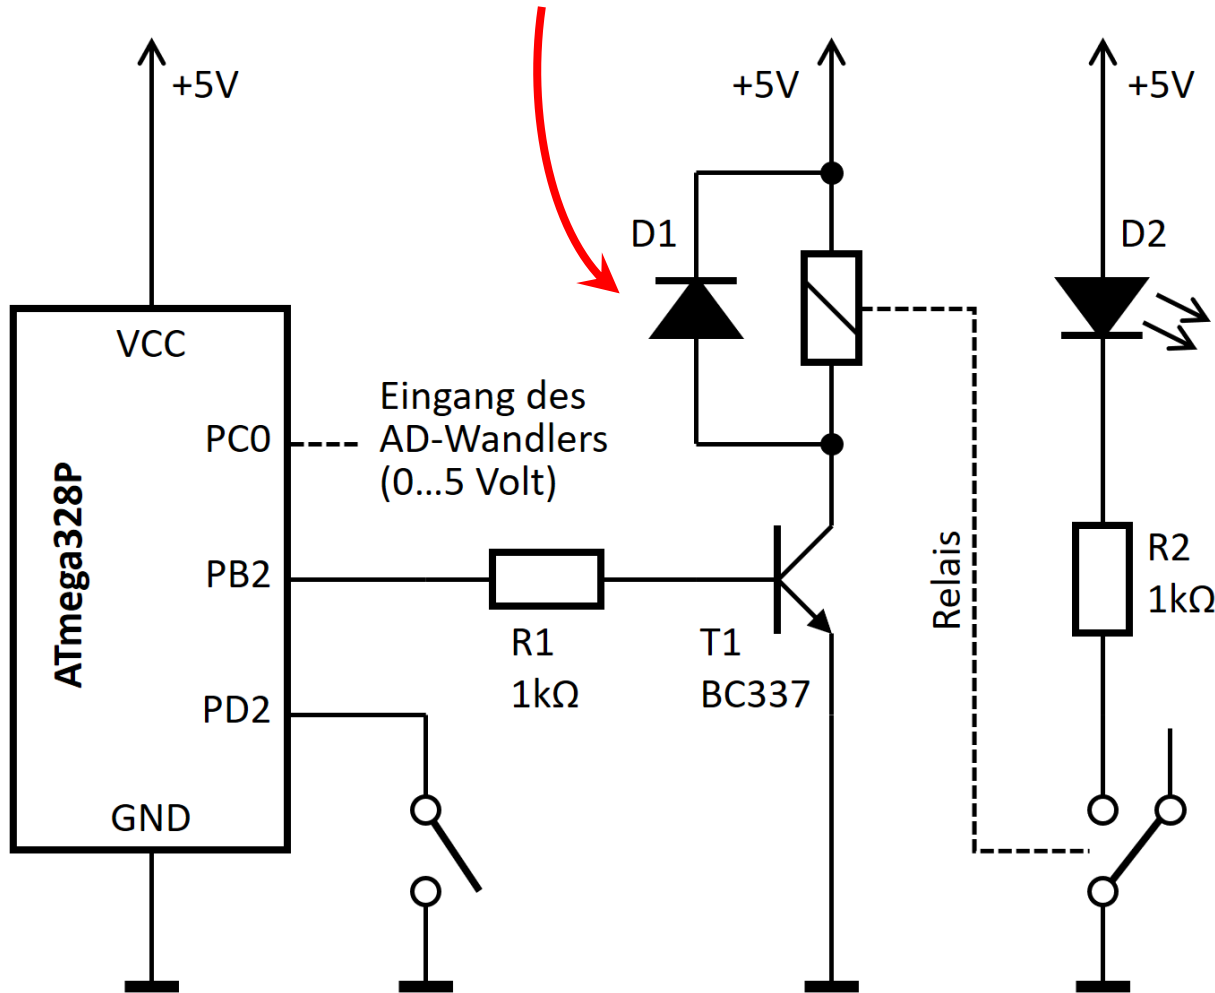 +5V
+5V
+5V
D1
D2
VCC
PC0
Eingang des
AD-Wandlers
(0...5 Volt)
ATmega328P
PB2
R1
1kΩ
T1
BC337
Relais
R2
1kΩ
PD2
GND